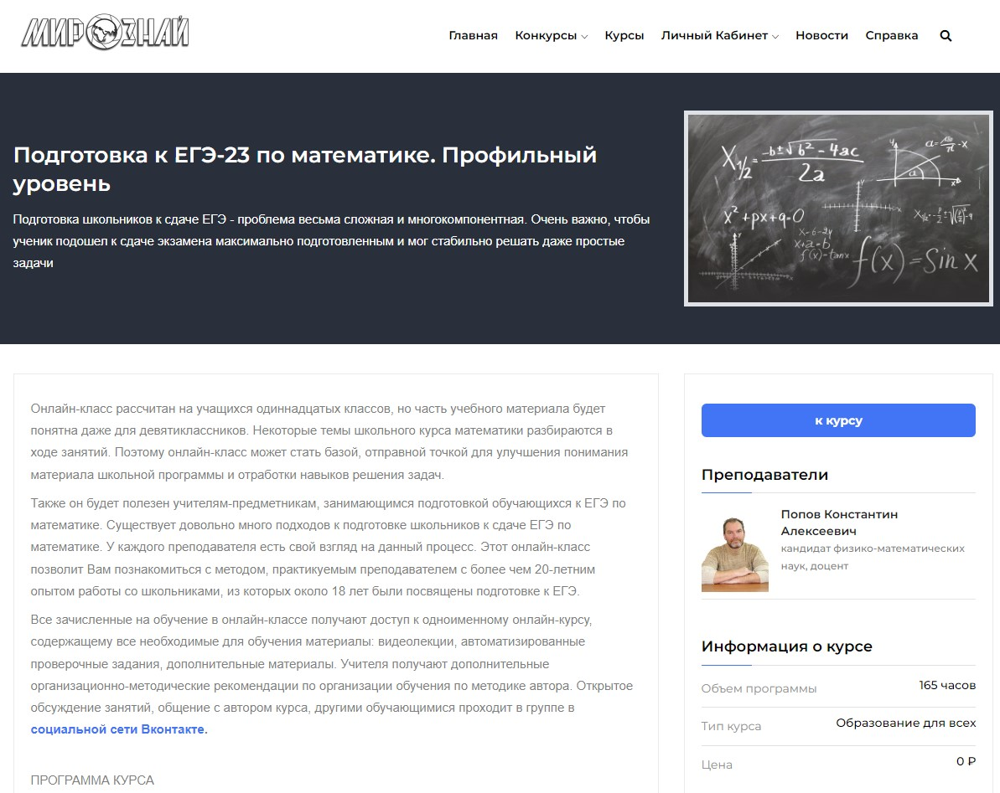 МИРОЗНАЙ
Главная Конкурсы Курсы Личный Кабинет Новости Справка
Подготовка к ЕГЭ-23 по математике. Профильный
уровень
Подготовка школьников к сдаче ЕГЭ - проблема весьма сложная и многокомпонентная. Очень важно, чтобы
ученик подошел к сдаче экзамена максимально подготовленным и мог стабильно решать даже простые
задачи
X1/2 = -b±√b²-4ac
2a
x²+px+q=0
x-6-2y
x+a=b
f(x)=tanx
f(x)=Sin x
Онлайн-класс рассчитан на учащихся одиннадцатых классов, но часть учебного материала будет
понятна даже для девятиклассников. Некоторые темы школьного курса математики разбираются в
ходе занятий. Поэтому онлайн-класс может стать базой, отправной точкой для улучшения понимания
материала школьной программы и отработки навыков решения задач.
Также он будет полезен учителям-предметникам, занимающимся подготовкой обучающихся к ЕГЭ по
математике. Существует довольно много подходов к подготовке школьников к сдаче ЕГЭ по
математике. У каждого преподавателя есть свой взгляд на данный процесс. Этот онлайн-класс
позволит Вам познакомиться с методом, практикуемым преподавателем с более чем 20-летним
опытом работы со школьниками, из которых около 18 лет были посвящены подготовке к ЕГЭ.
Все зачисленные на обучение в онлайн-классе получают доступ к одноименному онлайн-курсу,
содержащему все необходимые для обучения материалы: видеолекции, автоматизированные
проверочные задания, дополнительные материалы. Учителя получают дополнительные
организационно-методические рекомендации по организации обучения по методике автора. Открытое
обсуждение занятий, общение с автором курса, другими обучающимися проходит в группе в
социальной сети Вконтакте.
ПРОГРАММА КУРСА
к курсу
Преподаватели
Попов Константин
Алексеевич
кандидат физико-математических
наук, доцент
Информация о курсе
Объем программы 165 часов
Тип курса Образование для всех
Цена 0 ₽